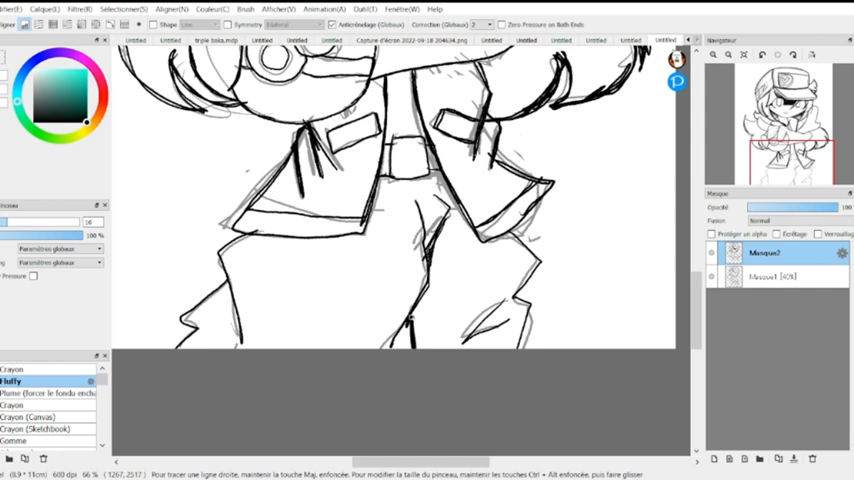 Calque(L) Filtre(R) Sélectionner(S) Aligner(N) Couleur(C) Brush Afficher(V) Animation(A) Outil(T) Fenêtre(W) Help
Shape Symmetry Anticrénelage (Globaux) Correction (Globaux) 2 Zero Pressure on Both Ends
Untitled Untitled triple baka.mdp Untitled Untitled Capture d'écran 2022-09-18 204634.png Untitled Untitled Untitled Untitled Untitled
Navigateur
16
100 %
Paramètres globaux
Paramètres globaux
Pressure
Masque
Opacité 100
Fusion Normal
Protéger un alpha Écrêtage
Masque2
Masque1 [40%]
Crayon
Fluffy
Plume (forcer le fondu
Crayon
Crayon (Canvas)
Crayon (Sketchbook)
Gomme
(8.9 * 11cm) 600 dpi 66 % ( 1267, 2517 ) Pour tracer une ligne droite, maintenir la touche Maj. enfoncée. Pour modifier la taille du pinceau, maintenir les touches Ctrl + Alt enfoncée, puis faire glisser